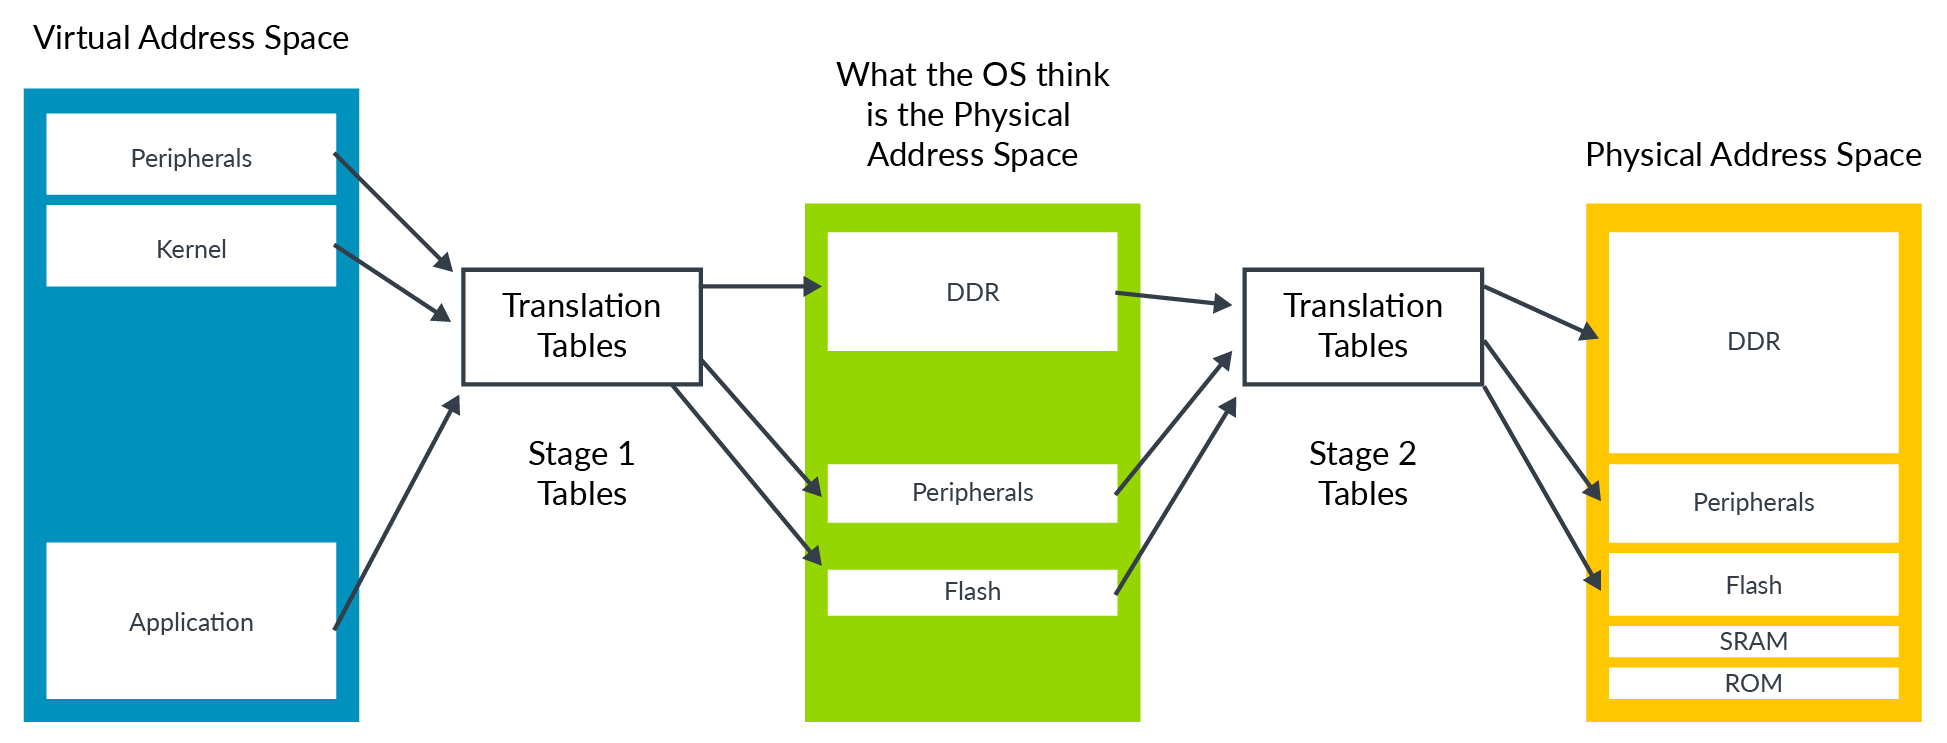 Virtual Address Space
Peripherals
Kernel
Application
Translation
Tables
Stage 1
Tables
What the OS think
is the Physical
Address Space
DDR
Peripherals
Flash
Translation
Tables
Stage 2
Tables
Physical Address Space
DDR
Peripherals
Flash
SRAM
ROM